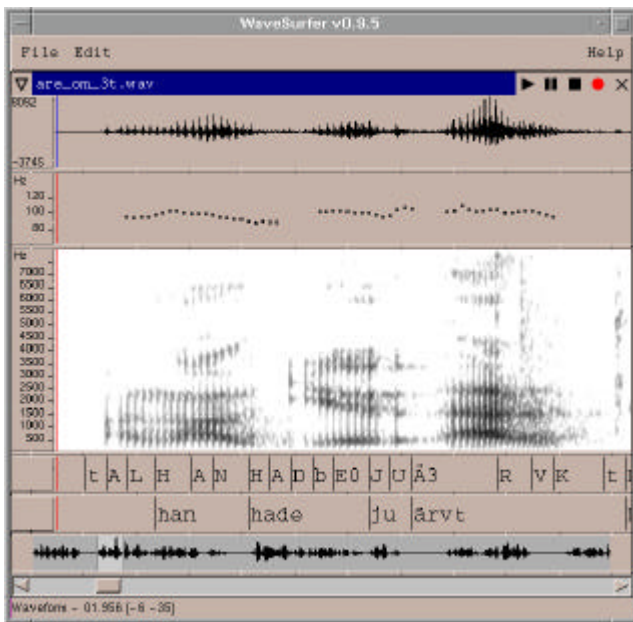 WaveSurfer v0.9.5
File Edit Help
are_om_3t.wav
8092
-3745
Hz
120
100
80
Hz
7000
6500
6000
5500
5000
4500
4000
3500
3000
2500
2000
1500
1000
500
t A L H A N H A D b E0 J U Ä3 R V K t
han hade ju ärvt
Waveform - 01.956 [-6 -35]